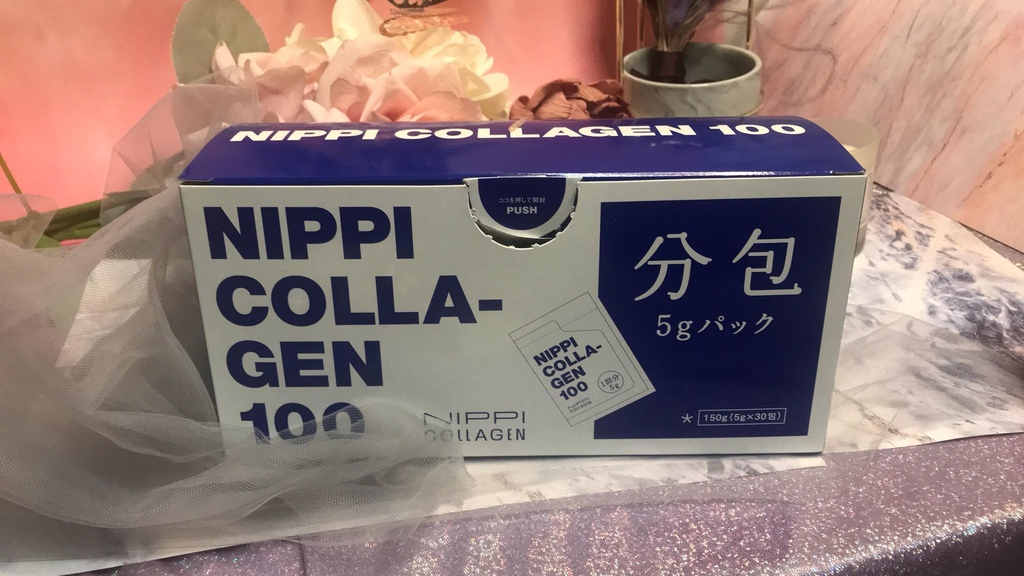 NIPPI COLLAGEN 100
ココを押して開封
PUSH
NIPPI
COLLA-
GEN
100
NIPPI
COLLAGEN
NIPPI
COLLA-
GEN
100
1回分
5g
分包
5gパック
* 150g(5g×30包)